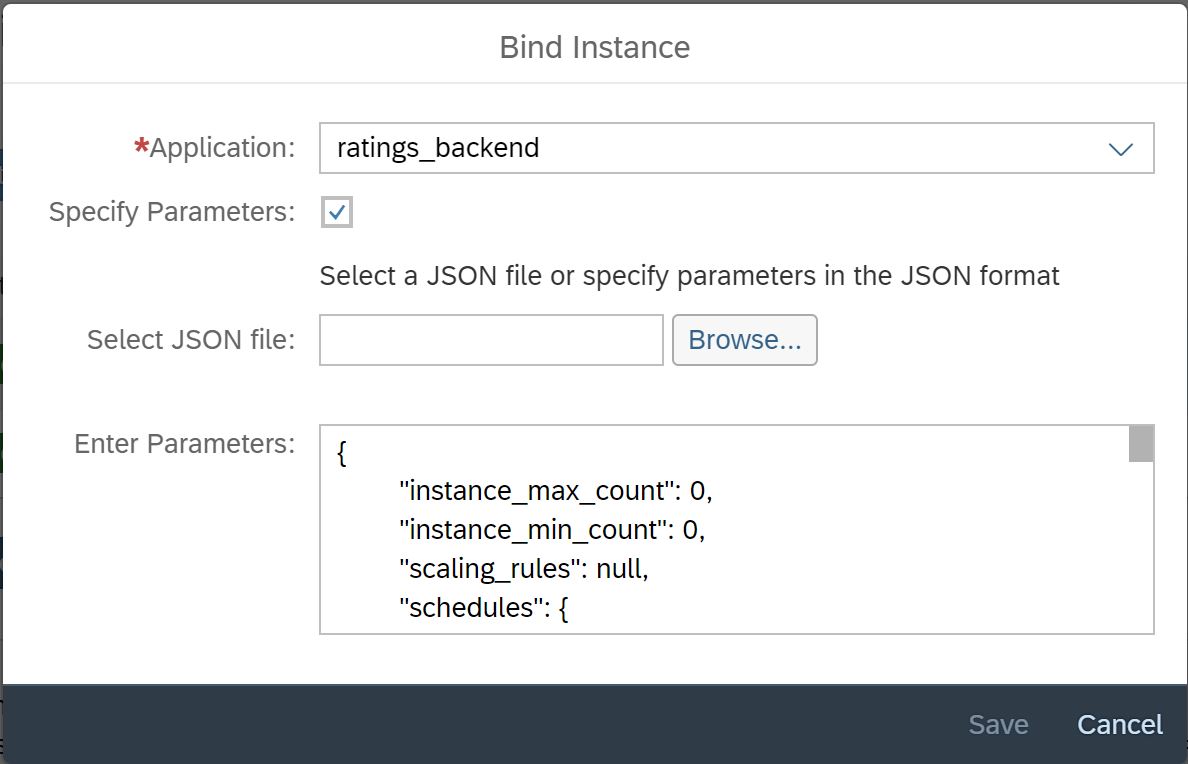 Bind Instance
*Application: ratings_backend
Specify Parameters:
Select a JSON file or specify parameters in the JSON format
Select JSON file: Browse...
Enter Parameters: {
"instance_max_count": 0,
"instance_min_count": 0,
"scaling_rules": null,
"schedules": {
Save Cancel